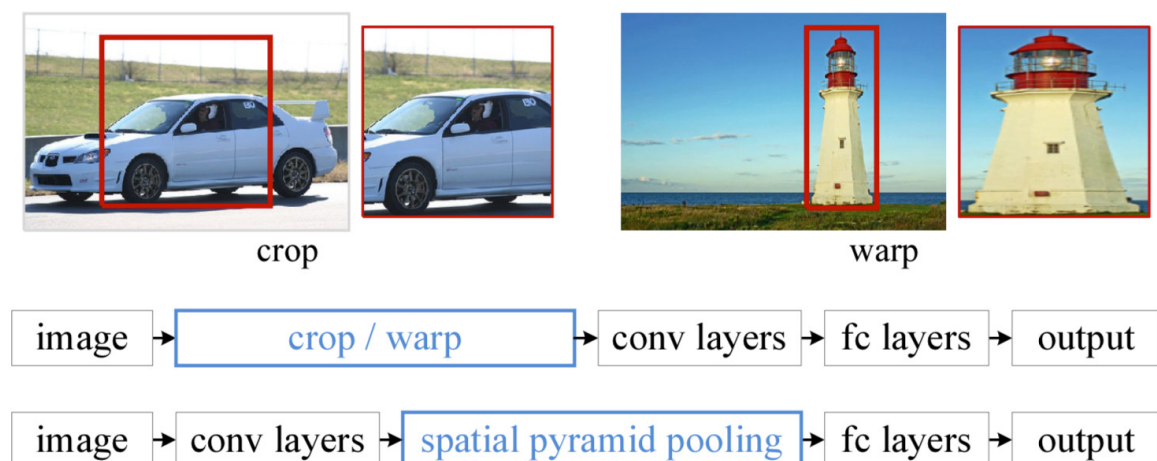 crop
warp
image
crop / warp
conv layers
fc layers
output
image
conv layers
spatial pyramid pooling
fc layers
output